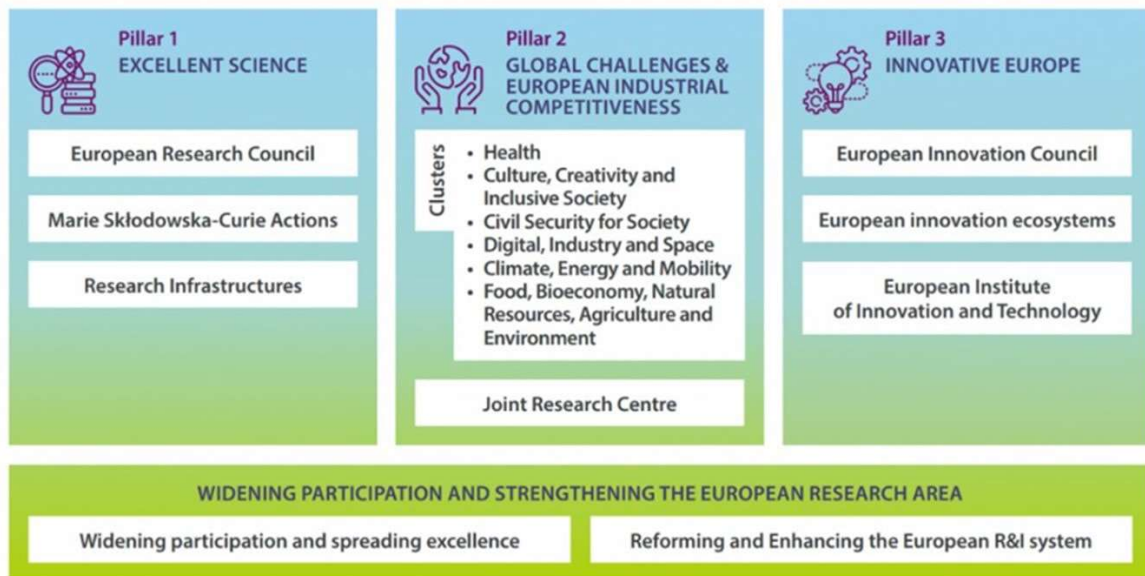 Pillar 1
EXCELLENT SCIENCE
European Research Council
Marie Skłodowska-Curie Actions
Research Infrastructures
Pillar 2
GLOBAL CHALLENGES &
EUROPEAN INDUSTRIAL
COMPETITIVENESS
Clusters
• Health
• Culture, Creativity and
Inclusive Society
• Civil Security for Society
• Digital, Industry and Space
• Climate, Energy and Mobility
• Food, Bioeconomy, Natural
Resources, Agriculture and
Environment
Joint Research Centre
Pillar 3
INNOVATIVE EUROPE
European Innovation Council
European innovation ecosystems
European Institute
of Innovation and Technology
WIDENING PARTICIPATION AND STRENGTHENING THE EUROPEAN RESEARCH AREA
Widening participation and spreading excellence
Reforming and Enhancing the European R&I system